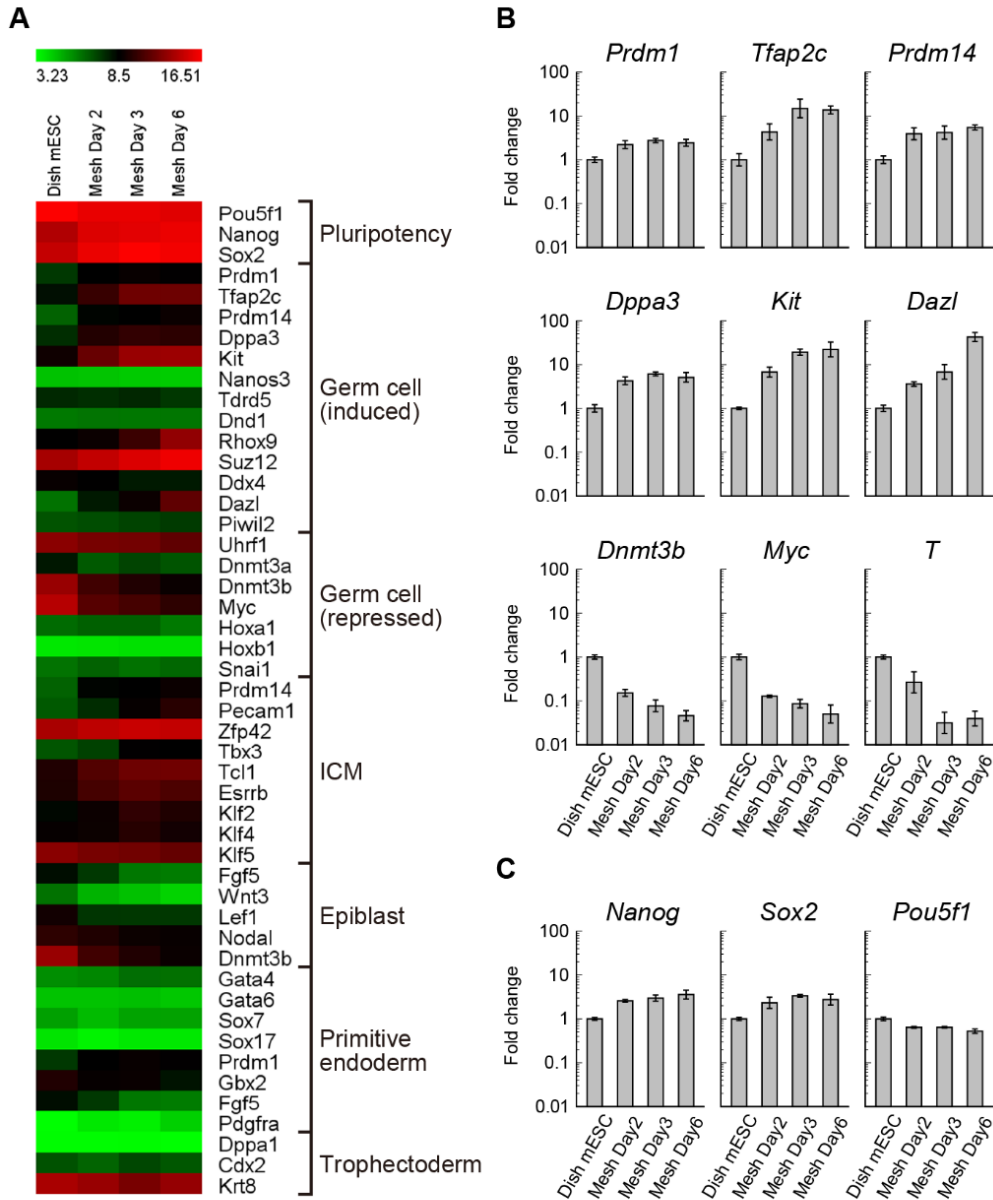 A
3.23 8.5 16.51
Dish mESC
Mesh Day 2
Mesh Day 3
Mesh Day 6
Pou5f1
Nanog
Sox2
Pluripotency
Prdm1
Tfap2c
Prdm14
Dppa3
Kit
Nanos3
Tdrd5
Dnd1
Rhox9
Suz12
Ddx4
Dazl
Piwil2
Germ cell
(induced)
Uhrf1
Dnmt3a
Dnmt3b
Myc
Hoxa1
Hoxb1
Snai1
Germ cell
(repressed)
Prdm14
Pecam1
Zfp42
Tbx3
Tcl1
Esrrb
Klf2
Klf4
Klf5
ICM
Fgf5
Wnt3
Lef1
Nodal
Dnmt3b
Epiblast
Gata4
Gata6
Sox7
Sox17
Prdm1
Gbx2
Fgf5
Pdgfra
Primitive
endoderm
Dppa1
Cdx2
Krt8
Trophectoderm
B
Prdm1 Tfap2c Prdm14
Fold change
100
10
1
0.1
0.01
Dppa3 Kit Dazl
Fold change
100
10
1
0.1
0.01
Dnmt3b Myc T
Fold change
100
10
1
0.1
0.01
Dish mESC
Mesh Day2
Mesh Day3
Mesh Day6
Dish mESC
Mesh Day2
Mesh Day3
Mesh Day6
Dish mESC
Mesh Day2
Mesh Day3
Mesh Day6
C
Nanog Sox2 Pou5f1
Fold change
100
10
1
0.1
0.01
Dish mESC
Mesh Day2
Mesh Day3
Mesh Day6
Dish mESC
Mesh Day2
Mesh Day3
Mesh Day6
Dish mESC
Mesh Day2
Mesh Day3
Mesh Day6